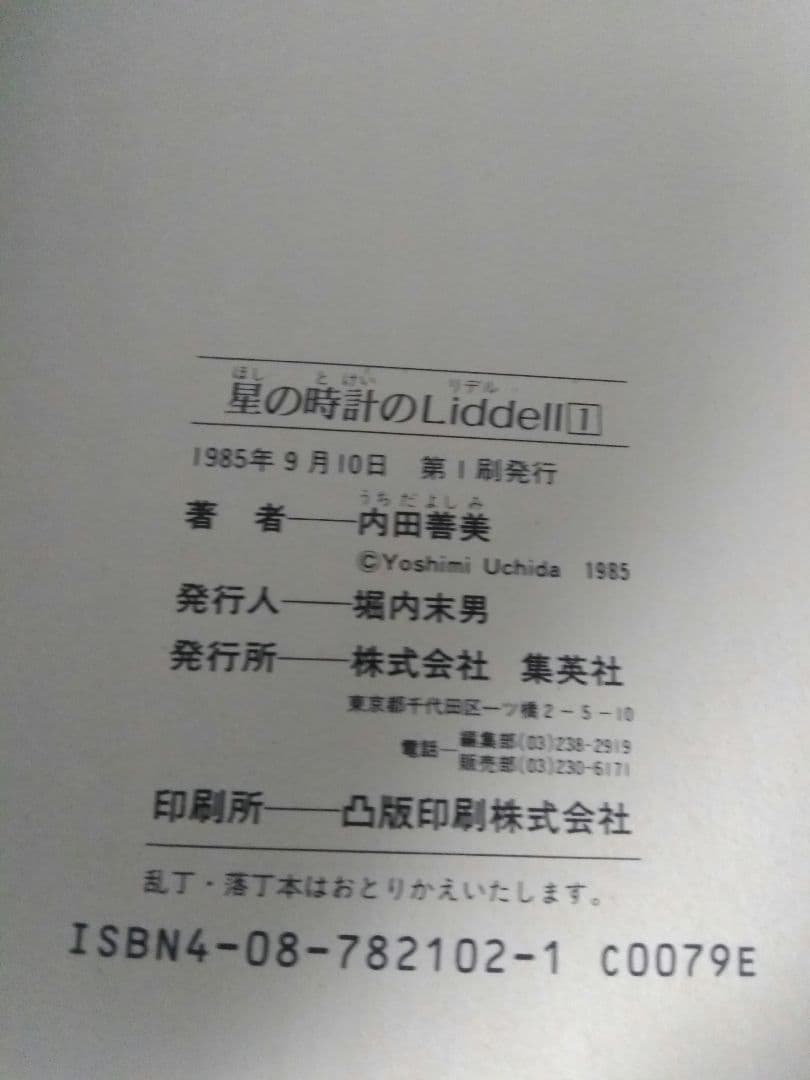 ほし と けい リデル
星の時計のLiddell1
1985年9月10日 第1刷発行
うち だ よし み
著 者――内田善美
©Yoshimi Uchida 1985
発行人――堀内末男
発行所――株式会社 集英社
東京都千代田区一ツ橋2-5-10
電話―編集部(03)238-2919
販売部(03)230-6171
印刷所――凸版印刷株式会社
乱丁・落丁本はおとりかえいたします。
ISBN4-08-782102-1 C0079E